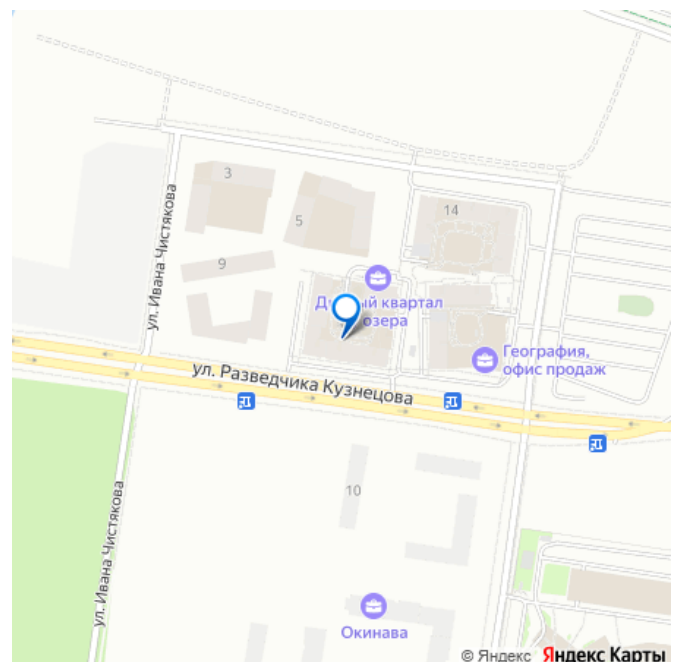 3
14
5
ул. Ивана Чистякова
9
квартал
озера
География,
офис продаж
ул. Разведчика Кузнецова
10
ул. Ивана Чистякова
Окинава
© Яндекс Яндекс Карты